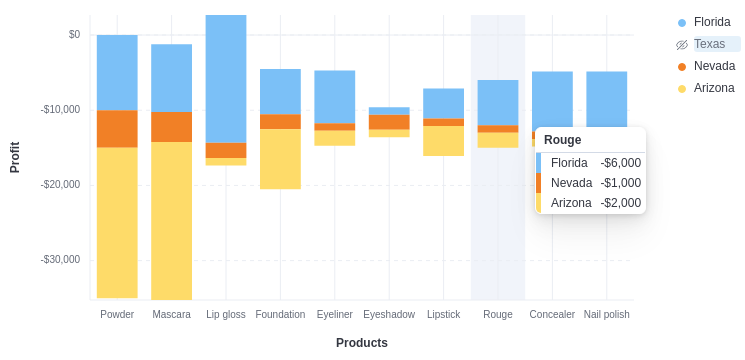 $0
-$10,000
-$20,000
-$30,000
Profit
Powder
Mascara
Lip gloss
Foundation
Eyeliner
Eyeshadow
Lipstick
Rouge
Concealer
Nail polish
Products
Florida
Texas
Nevada
Arizona
Rouge
Florida -$6,000
Nevada -$1,000
Arizona -$2,000